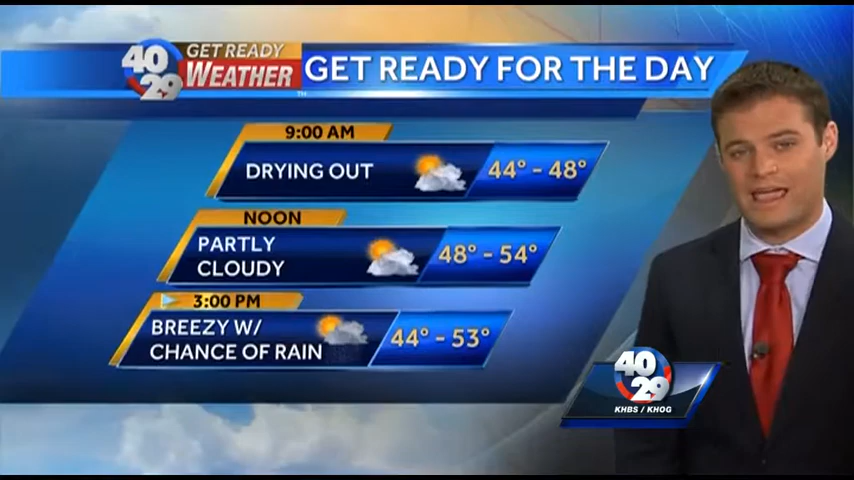 40
29
GET READY
WEATHER
TM
GET READY FOR THE DAY
9:00 AM
DRYING OUT
44° - 48°
NOON
PARTLY
CLOUDY
48° - 54°
3:00 PM
BREEZY W/
CHANCE OF RAIN
44° - 53°
40
29
KHBS / KHOG